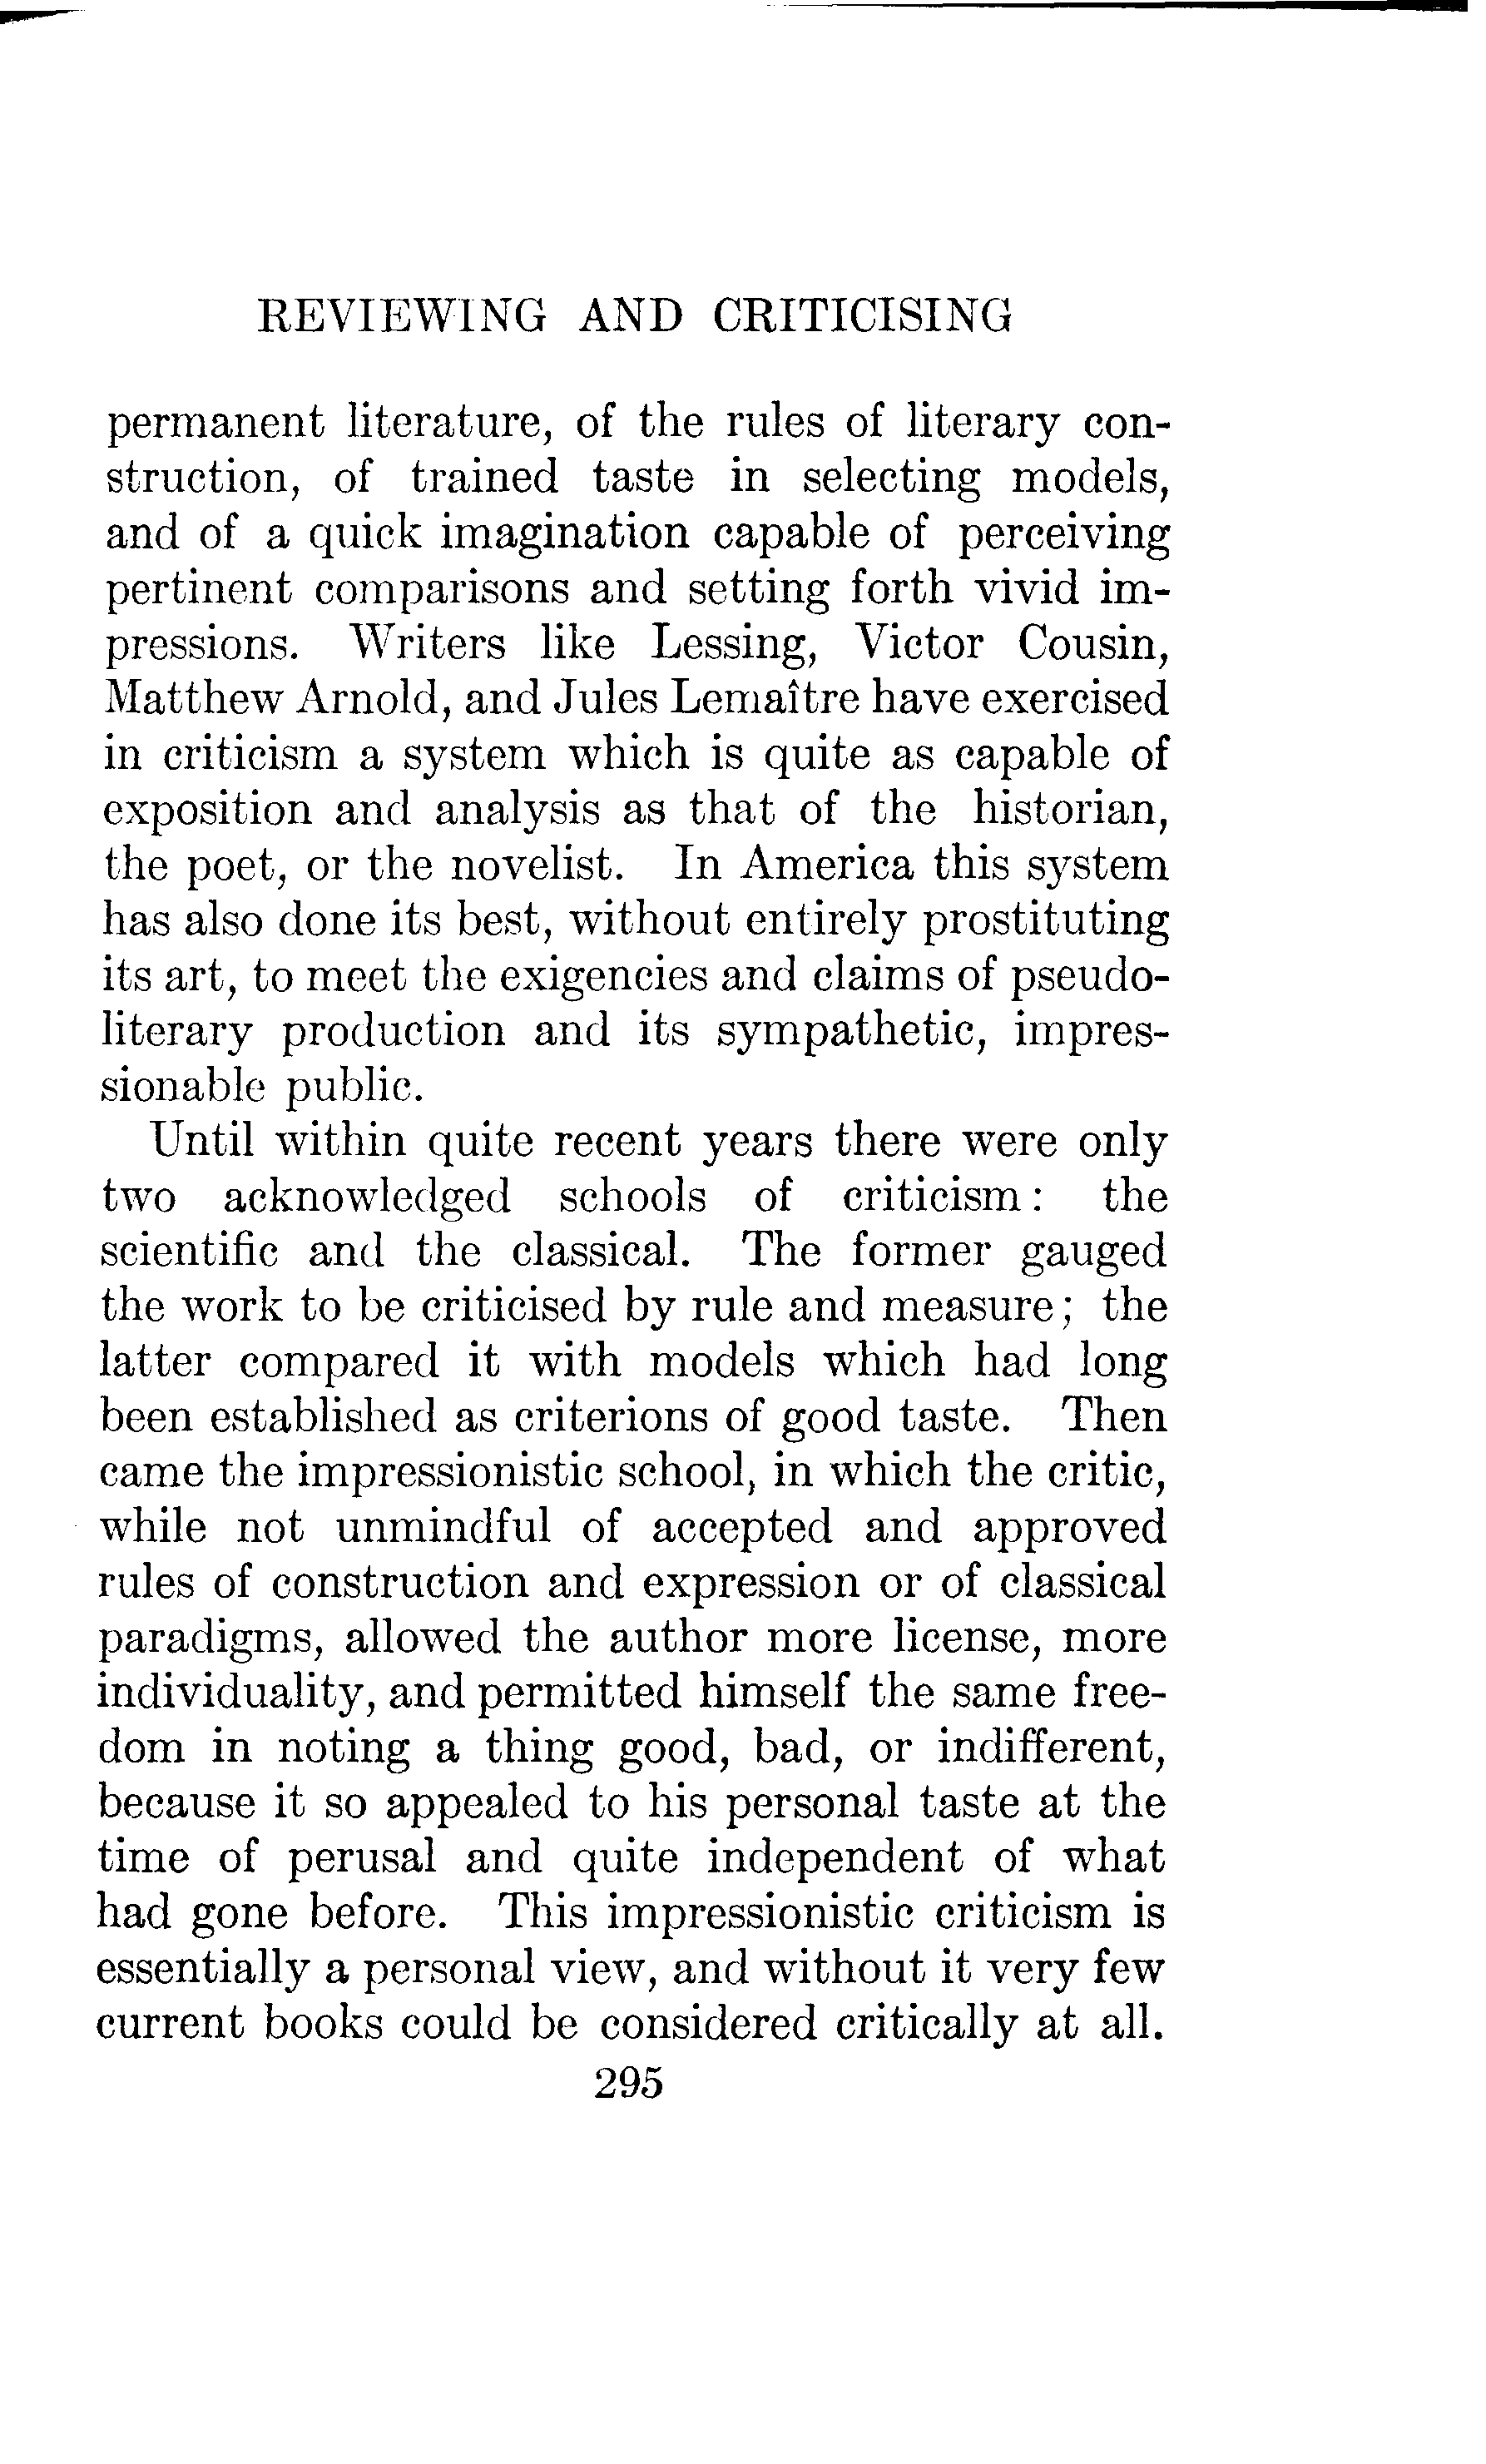 REVIEWING AND CRITICISING
permanent literature, of the rules of literary con-
struction, of trained taste in selecting models,
and of a quick imagination capable of perceiving
pertinent comparisons and setting forth vivid im-
pressions. Writers like Lessing, Victor Cousin,
Matthew Arnold, and Jules Lemaître have exercised
in criticism a system which is quite as capable of
exposition and analysis as that of the historian,
the poet, or the novelist. In America this system
has also done its best, without entirely prostituting
its art, to meet the exigencies and claims of pseudo-
literary production and its sympathetic, impres-
sionable public.
Until within quite recent years there were only
two acknowledged schools of criticism: the
scientific and the classical. The former gauged
the work to be criticised by rule and measure; the
latter compared it with models which had long
been established as criterions of good taste. Then
came the impressionistic school, in which the critic,
while not unmindful of accepted and approved
rules of construction and expression or of classical
paradigms, allowed the author more license, more
individuality, and permitted himself the same free-
dom in noting a thing good, bad, or indifferent,
because it so appealed to his personal taste at the
time of perusal and quite independent of what
had gone before. This impressionistic criticism is
essentially a personal view, and without it very few
current books could be considered critically at all.
295